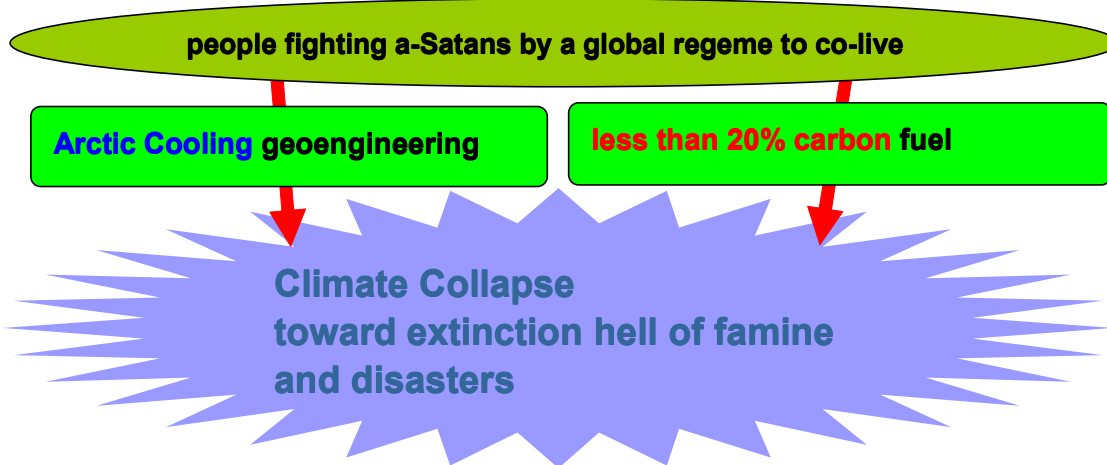 people fighting a-Satans by a global regeme to co-live
Arctic Cooling geoengineering
less than 20% carbon fuel
Climate Collapse
toward extinction hell of famine
and disasters